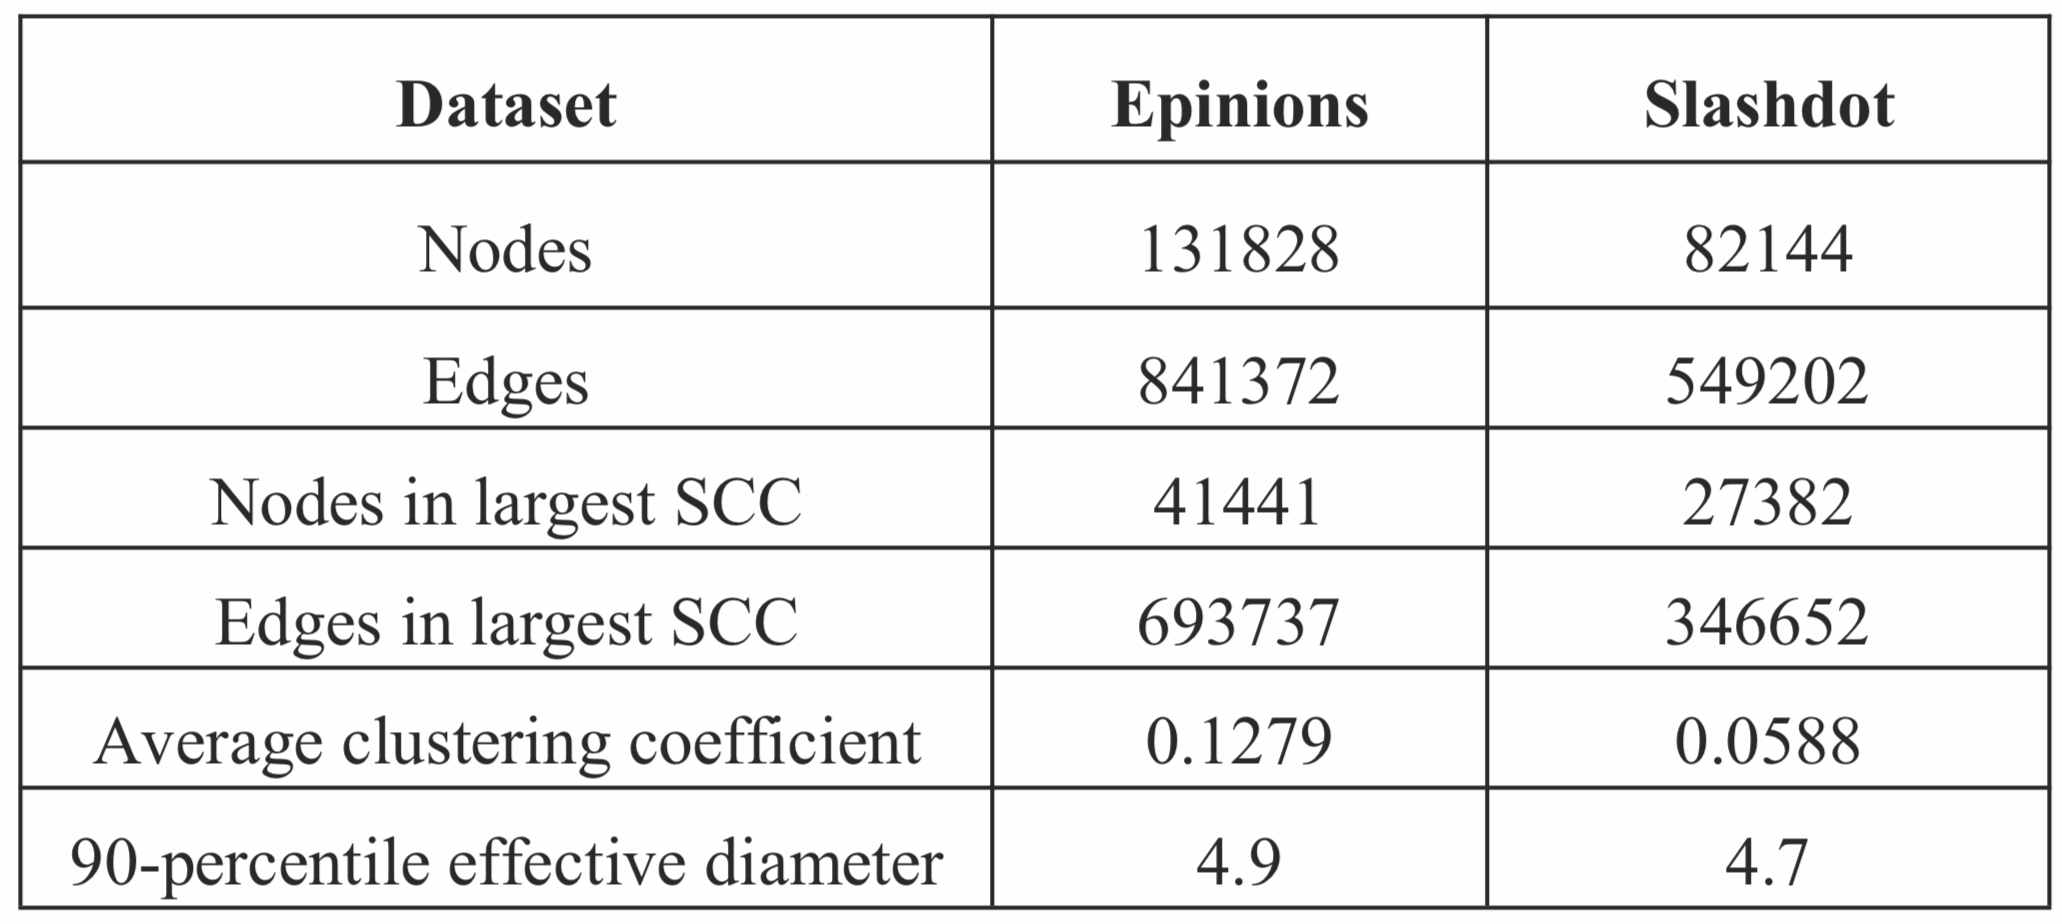 Dataset Epinions Slashdot
Nodes 131828 82144
Edges 841372 549202
Nodes in largest SCC 41441 27382
Edges in largest SCC 693737 346652
Average clustering coefficient 0.1279 0.0588
90-percentile effective diameter 4.9 4.7